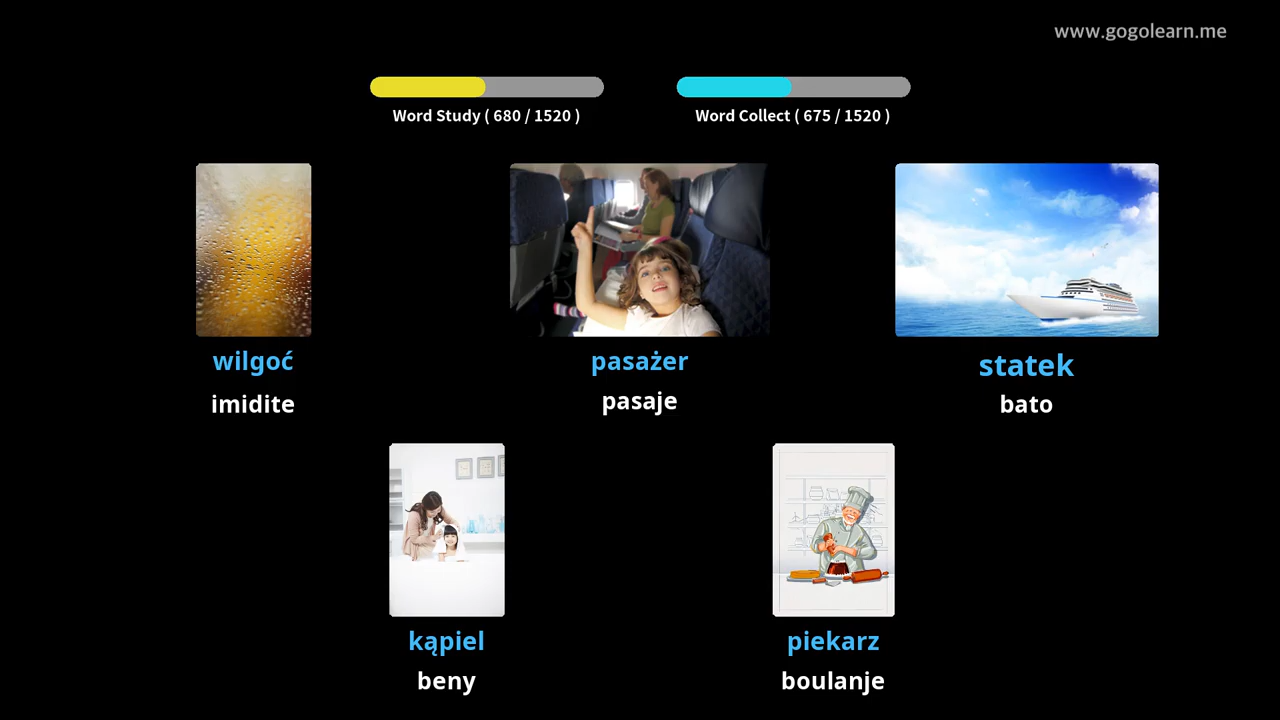 www.gogolearn.me
Word Study ( 680 / 1520 )
Word Collect ( 675 / 1520 )
wilgoć
imidite
pasażer
pasaje
statek
bato
kąpiel
beny
piekarz
boulanje